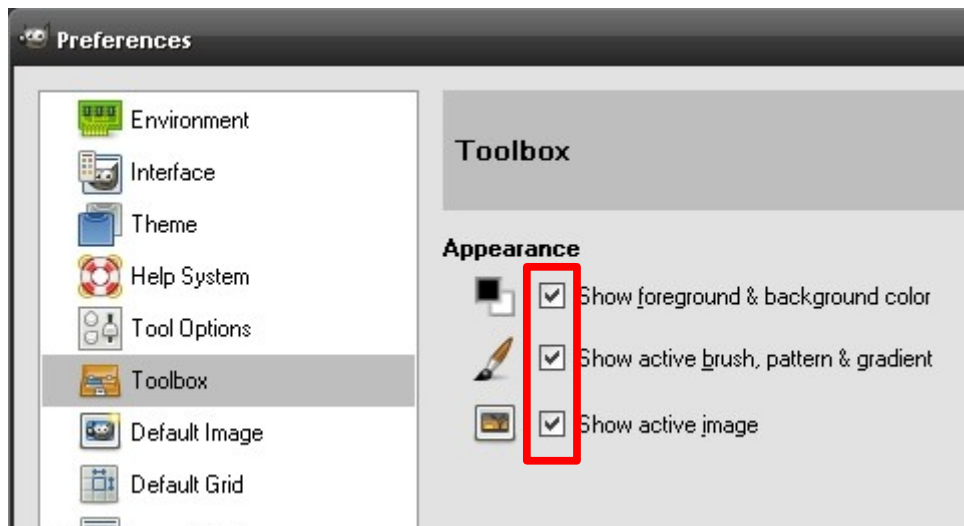 Preferences
Environment
Interface
Theme
Help System
Tool Options
Toolbox
Default Image
Default Grid
Toolbox
Appearance
Show foreground & background color
Show active brush, pattern & gradient
Show active image